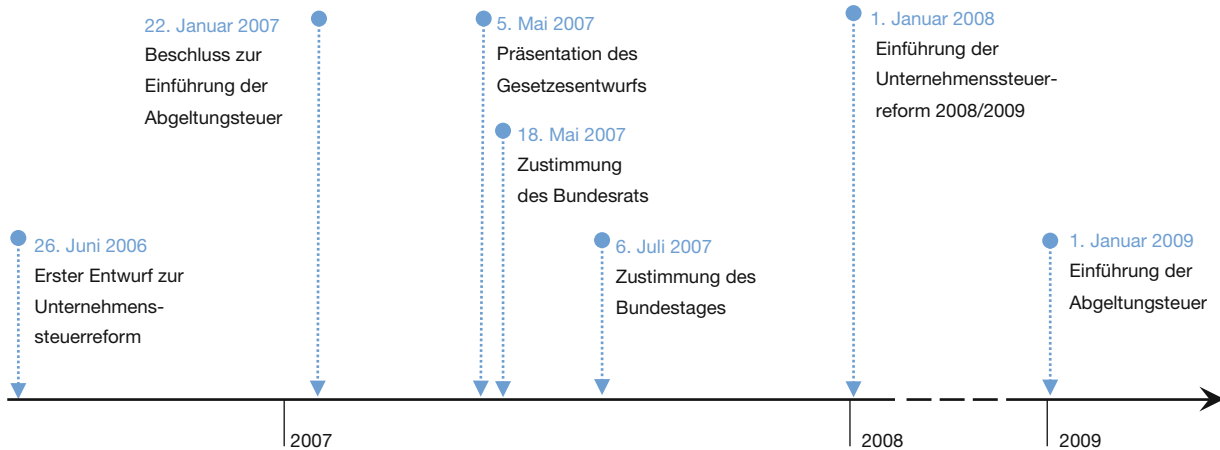 22. Januar 2007
Beschluss zur
Einführung der
Abgeltungsteuer
5. Mai 2007
Präsentation des
Gesetzesentwurfs
1. Januar 2008
Einführung der
Unternehmenssteuer-
reform 2008/2009
18. Mai 2007
Zustimmung
des Bundesrats
26. Juni 2006
Erster Entwurf zur
Unternehmens-
steuerreform
6. Juli 2007
Zustimmung des
Bundestages
1. Januar 2009
Einführung der
Abgeltungsteuer
2007
2008
2009